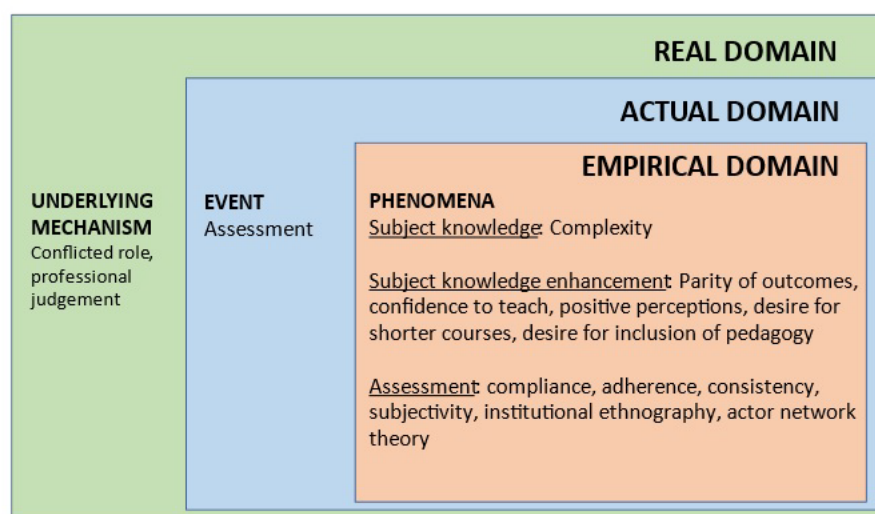 REAL DOMAIN
ACTUAL DOMAIN
EMPIRICAL DOMAIN
UNDERLYING
MECHANISM
Conflicted role,
professional
judgement
EVENT
Assessment
PHENOMENA
Subject knowledge: Complexity
Subject knowledge enhancement: Parity of outcomes,
confidence to teach, positive perceptions, desire for
shorter courses, desire for inclusion of pedagogy
Assessment: compliance, adherence, consistency,
subjectivity, institutional ethnography, actor network
theory